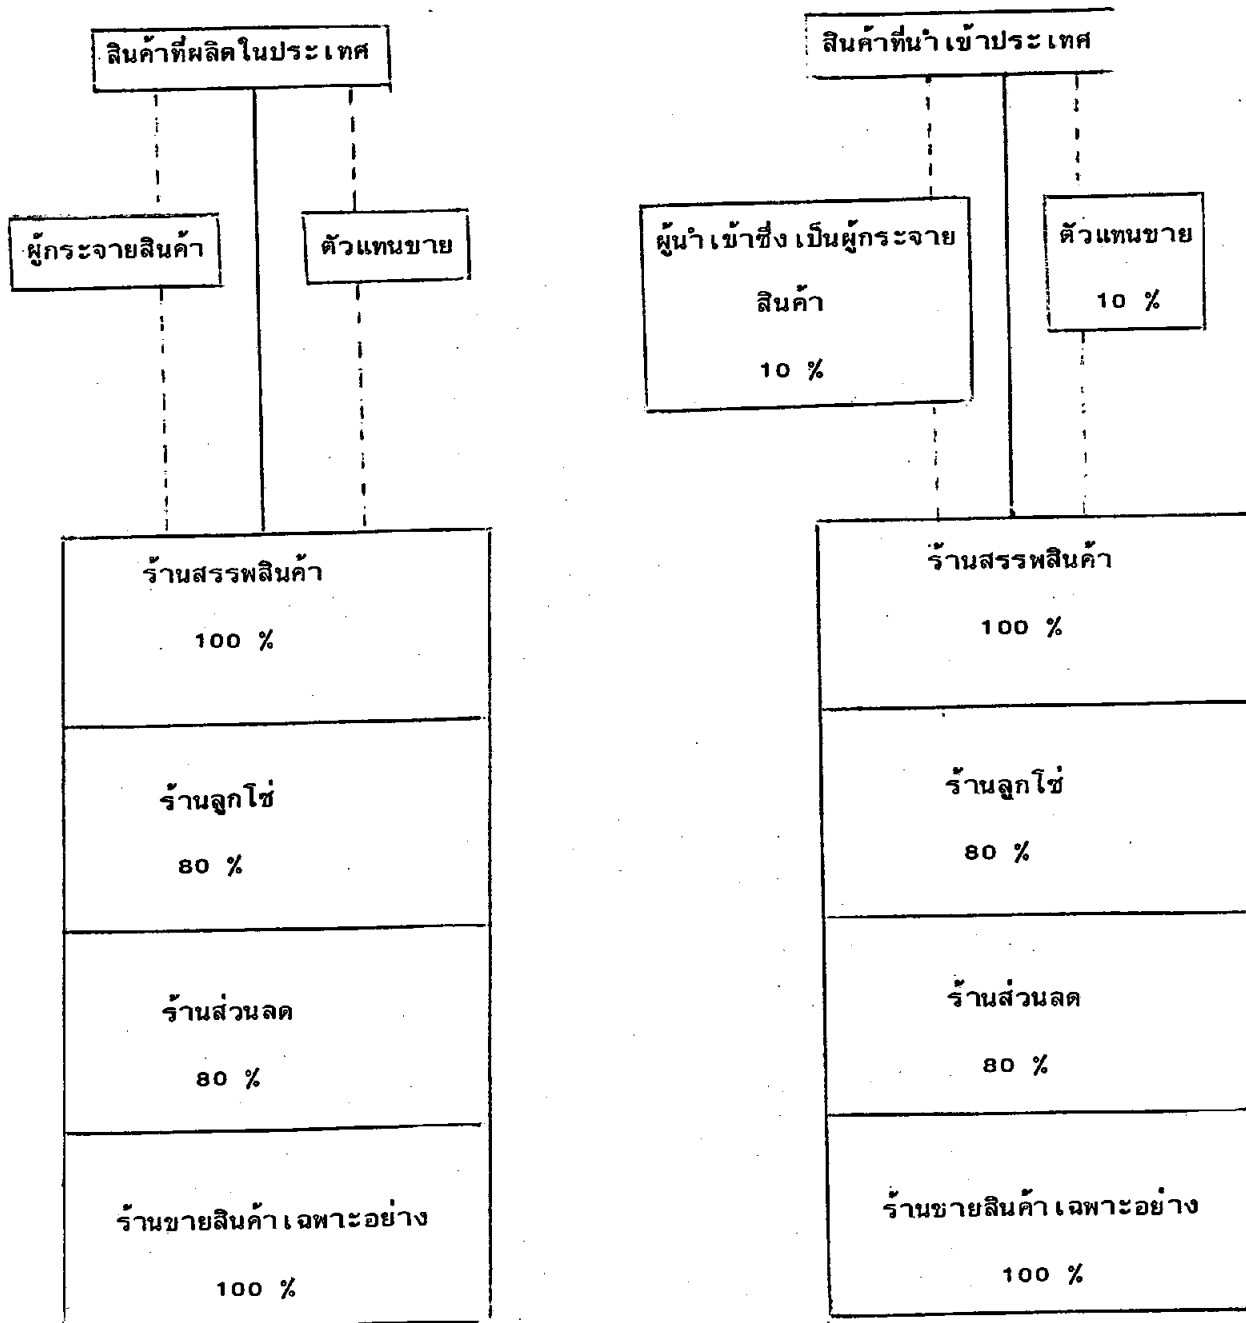 สินค้าที่ผลิตในประเทศ
ผู้กระจายสินค้า
ตัวแทนขาย
ร้านสรรพสินค้า
100 %
ร้านลูกโซ่
80 %
ร้านส่วนลด
80 %
ร้านขายสินค้าเฉพาะอย่าง
100 %
สินค้าที่นำเข้าประเทศ
ผู้นำเข้าซึ่งเป็นผู้กระจาย
สินค้า
10 %
ตัวแทนขาย
10 %
ร้านสรรพสินค้า
100 %
ร้านลูกโซ่
80 %
ร้านส่วนลด
80 %
ร้านขายสินค้าเฉพาะอย่าง
100 %